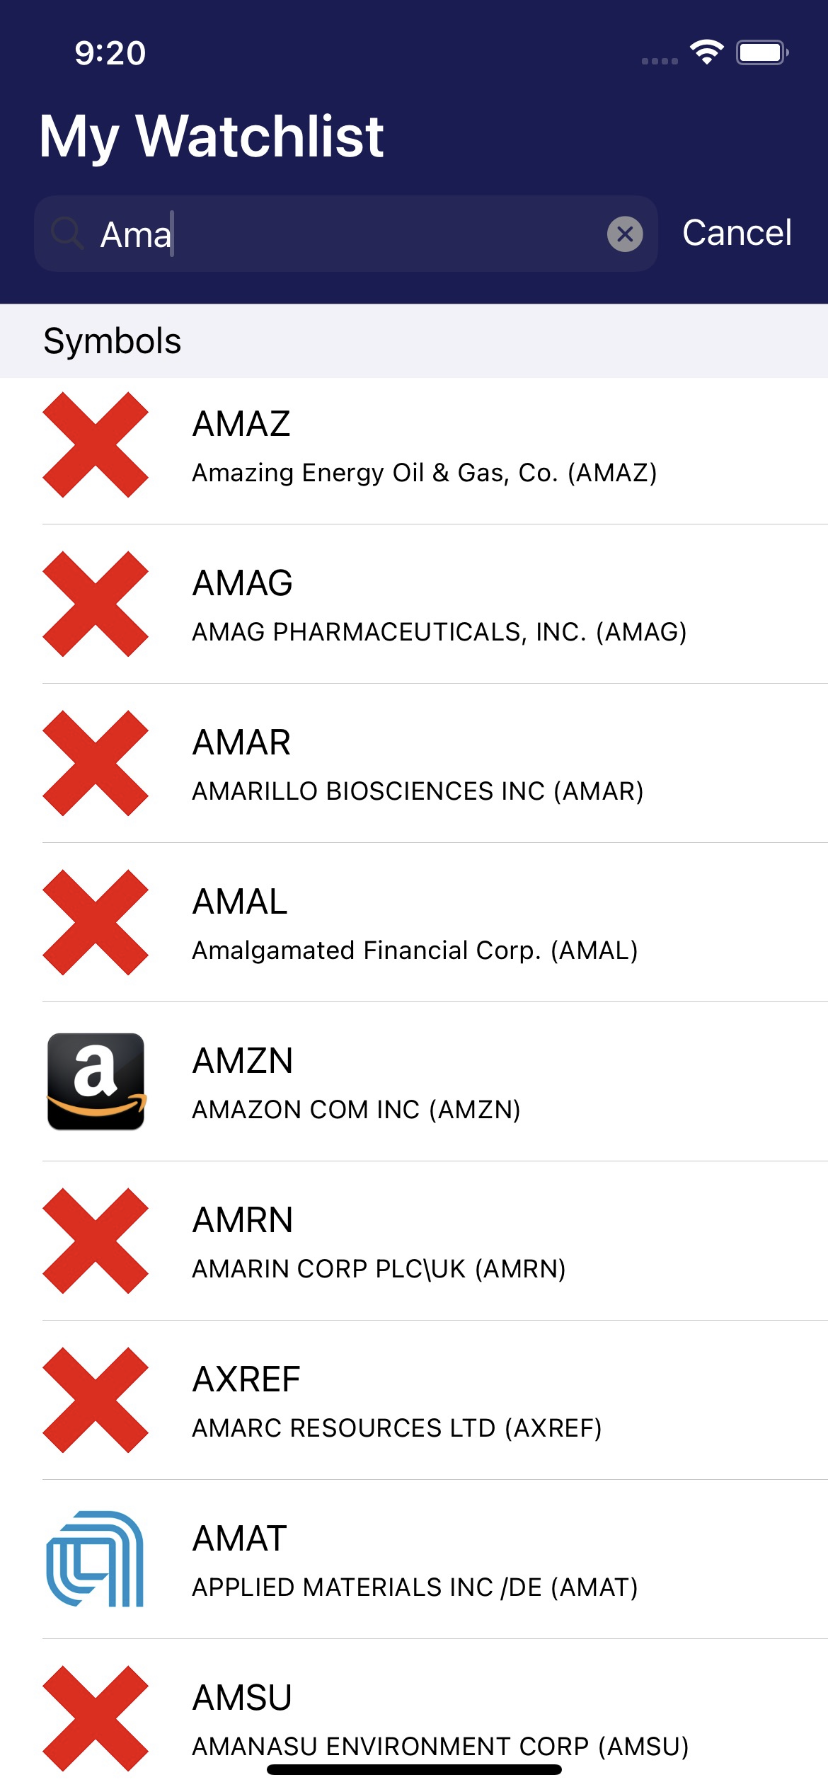 9:20
My Watchlist
Ama
Cancel
Symbols
AMAZ
Amazing Energy Oil & Gas, Co. (AMAZ)
AMAG
AMAG PHARMACEUTICALS, INC. (AMAG)
AMAR
AMARILLO BIOSCIENCES INC (AMAR)
AMAL
Amalgamated Financial Corp. (AMAL)
a
AMZN
AMAZON COM INC (AMZN)
AMRN
AMARIN CORP PLC\UK (AMRN)
AXREF
AMARC RESOURCES LTD (AXREF)
AMAT
APPLIED MATERIALS INC /DE (AMAT)
AMSU
AMANASU ENVIRONMENT CORP (AMSU)